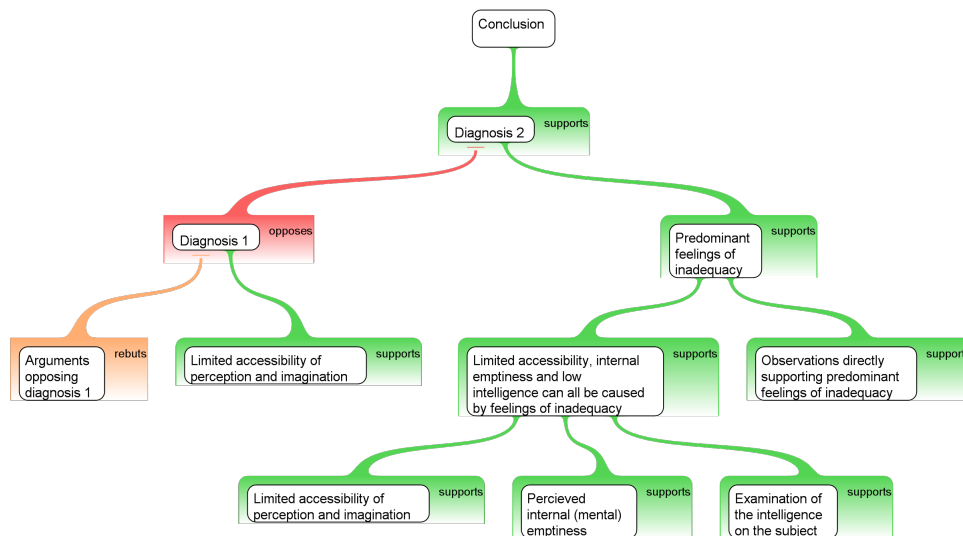 Conclusion
Diagnosis 2
supports
Diagnosis 1
opposes
Predominant
feelings of
inadequacy
supports
Arguments
opposing
diagnosis 1
rebuts
Limited accessibility of
perception and imagination
supports
Limited accessibility, internal
emptiness and low
intelligence can all be caused
by feelings of inadequacy
supports
Observations directly
supporting predominant
feelings of inadequacy
support
Limited accessibility of
perception and imagination
supports
Percieved
internal (mental)
emptiness
supports
Examination of
the intelligence
on the subject
supports